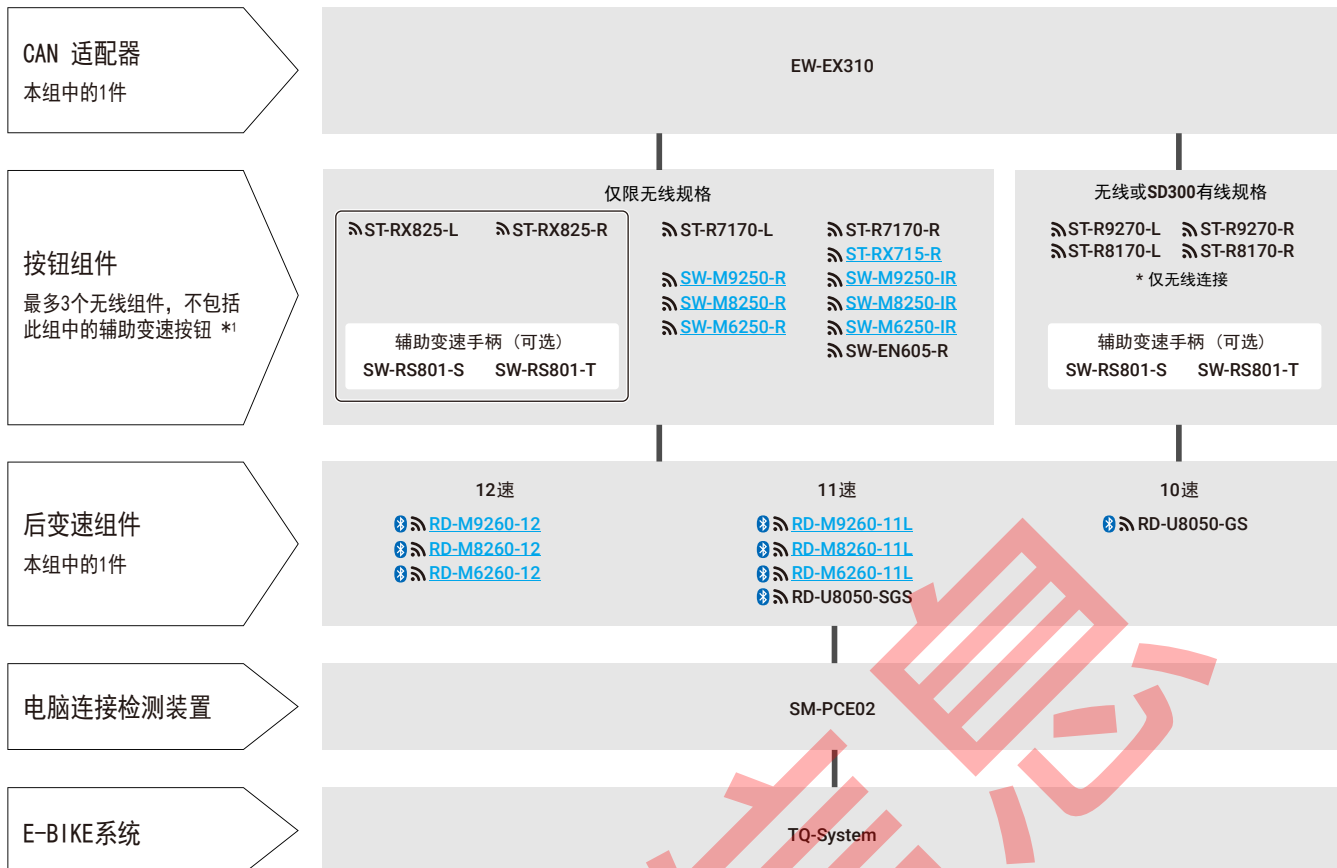 CAN 适配器
本组中的1件
EW-EX310
按钮组件
最多3个无线组件，不包括
此组中的辅助变速按钮 *1
仅限无线规格
ST-RX825-L ST-RX825-R ST-R7170-L ST-R7170-R
ST-RX715-R
SW-M9250-R SW-M9250-IR
SW-M8250-R SW-M8250-IR
SW-M6250-R SW-M6250-IR
SW-EN605-R
辅助变速手柄（可选）
SW-RS801-S SW-RS801-T
无线或SD300有线规格
ST-R9270-L ST-R9270-R
ST-R8170-L ST-R8170-R
* 仅无线连接
辅助变速手柄（可选）
SW-RS801-S SW-RS801-T
后变速组件
本组中的1件
12速
RD-M9260-12
RD-M8260-12
RD-M6260-12
11速
RD-M9260-11L
RD-M8260-11L
RD-M6260-11L
RD-U8050-SGS
10速
RD-U8050-GS
电脑连接检测装置
SM-PCE02
E-BIKE系统
TQ-System
息